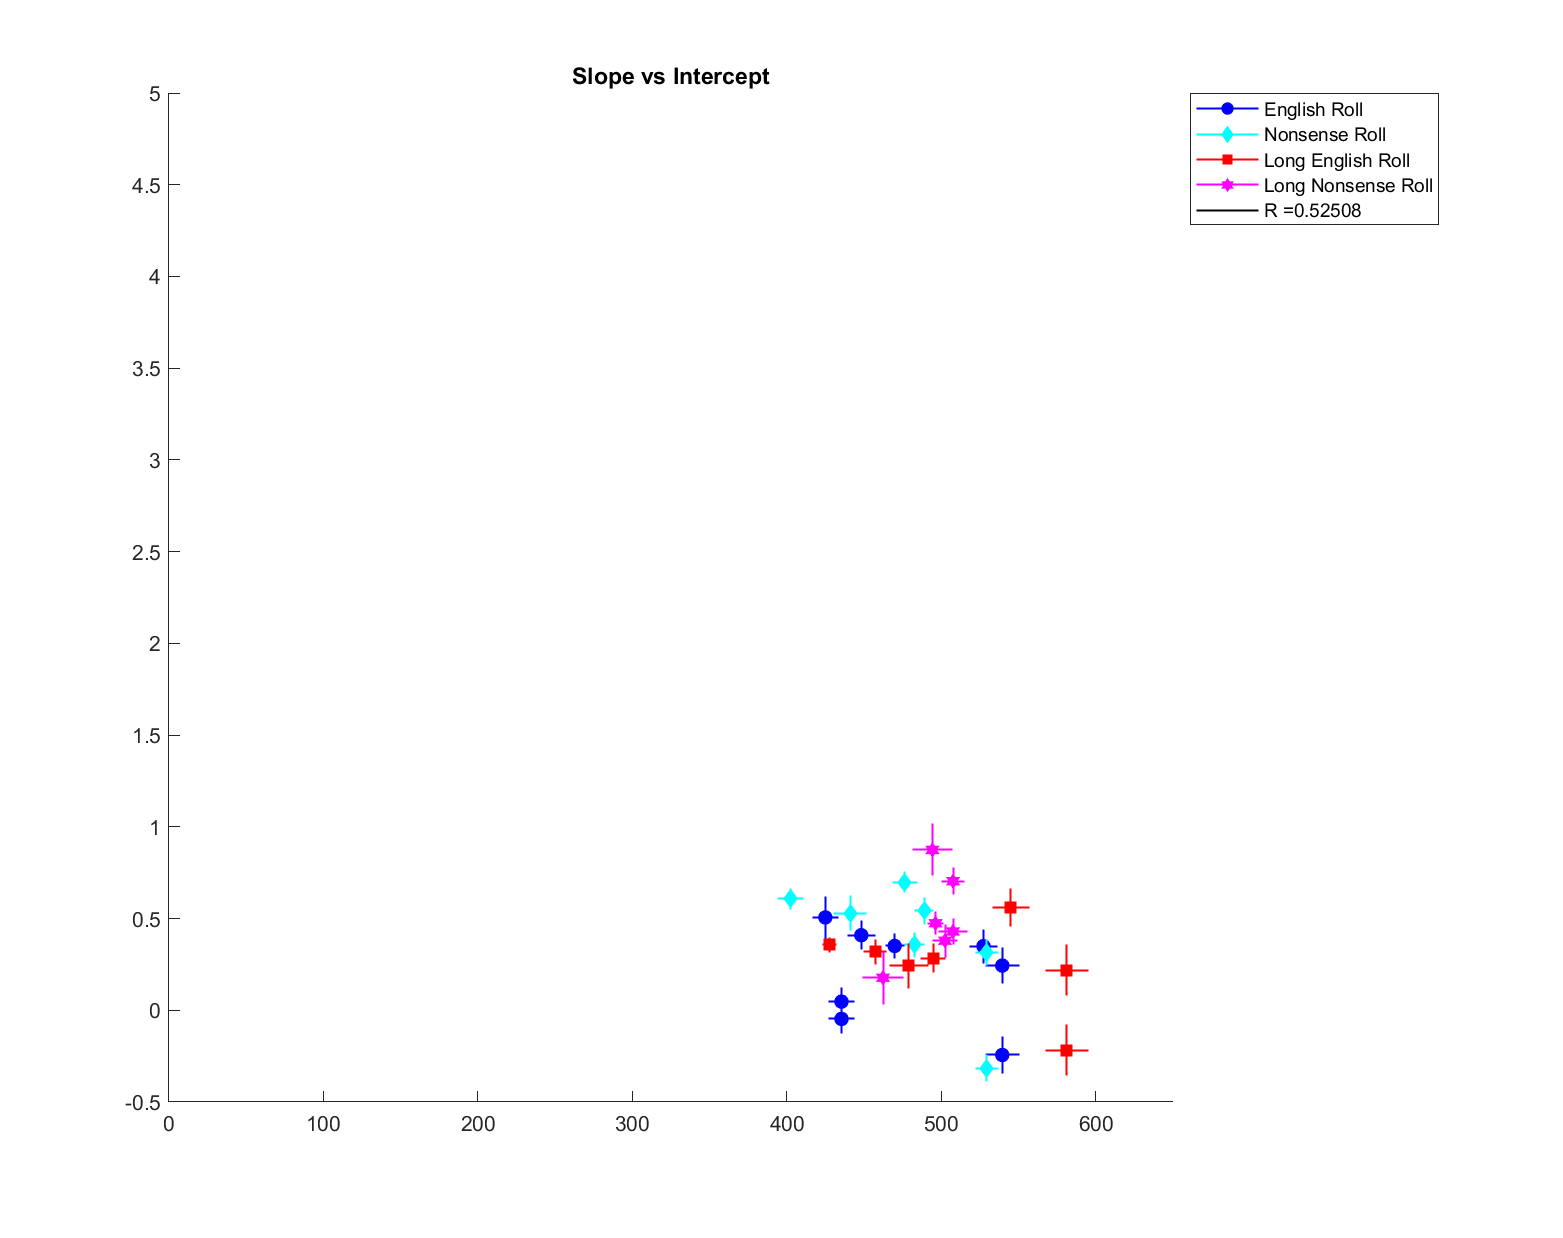 Slope vs Intercept
5
4.5
4
3.5
3
2.5
2
1.5
1
0.5
0
-0.5
0 100 200 300 400 500 600
English Roll
Nonsense Roll
Long English Roll
Long Nonsense Roll
R =0.52508